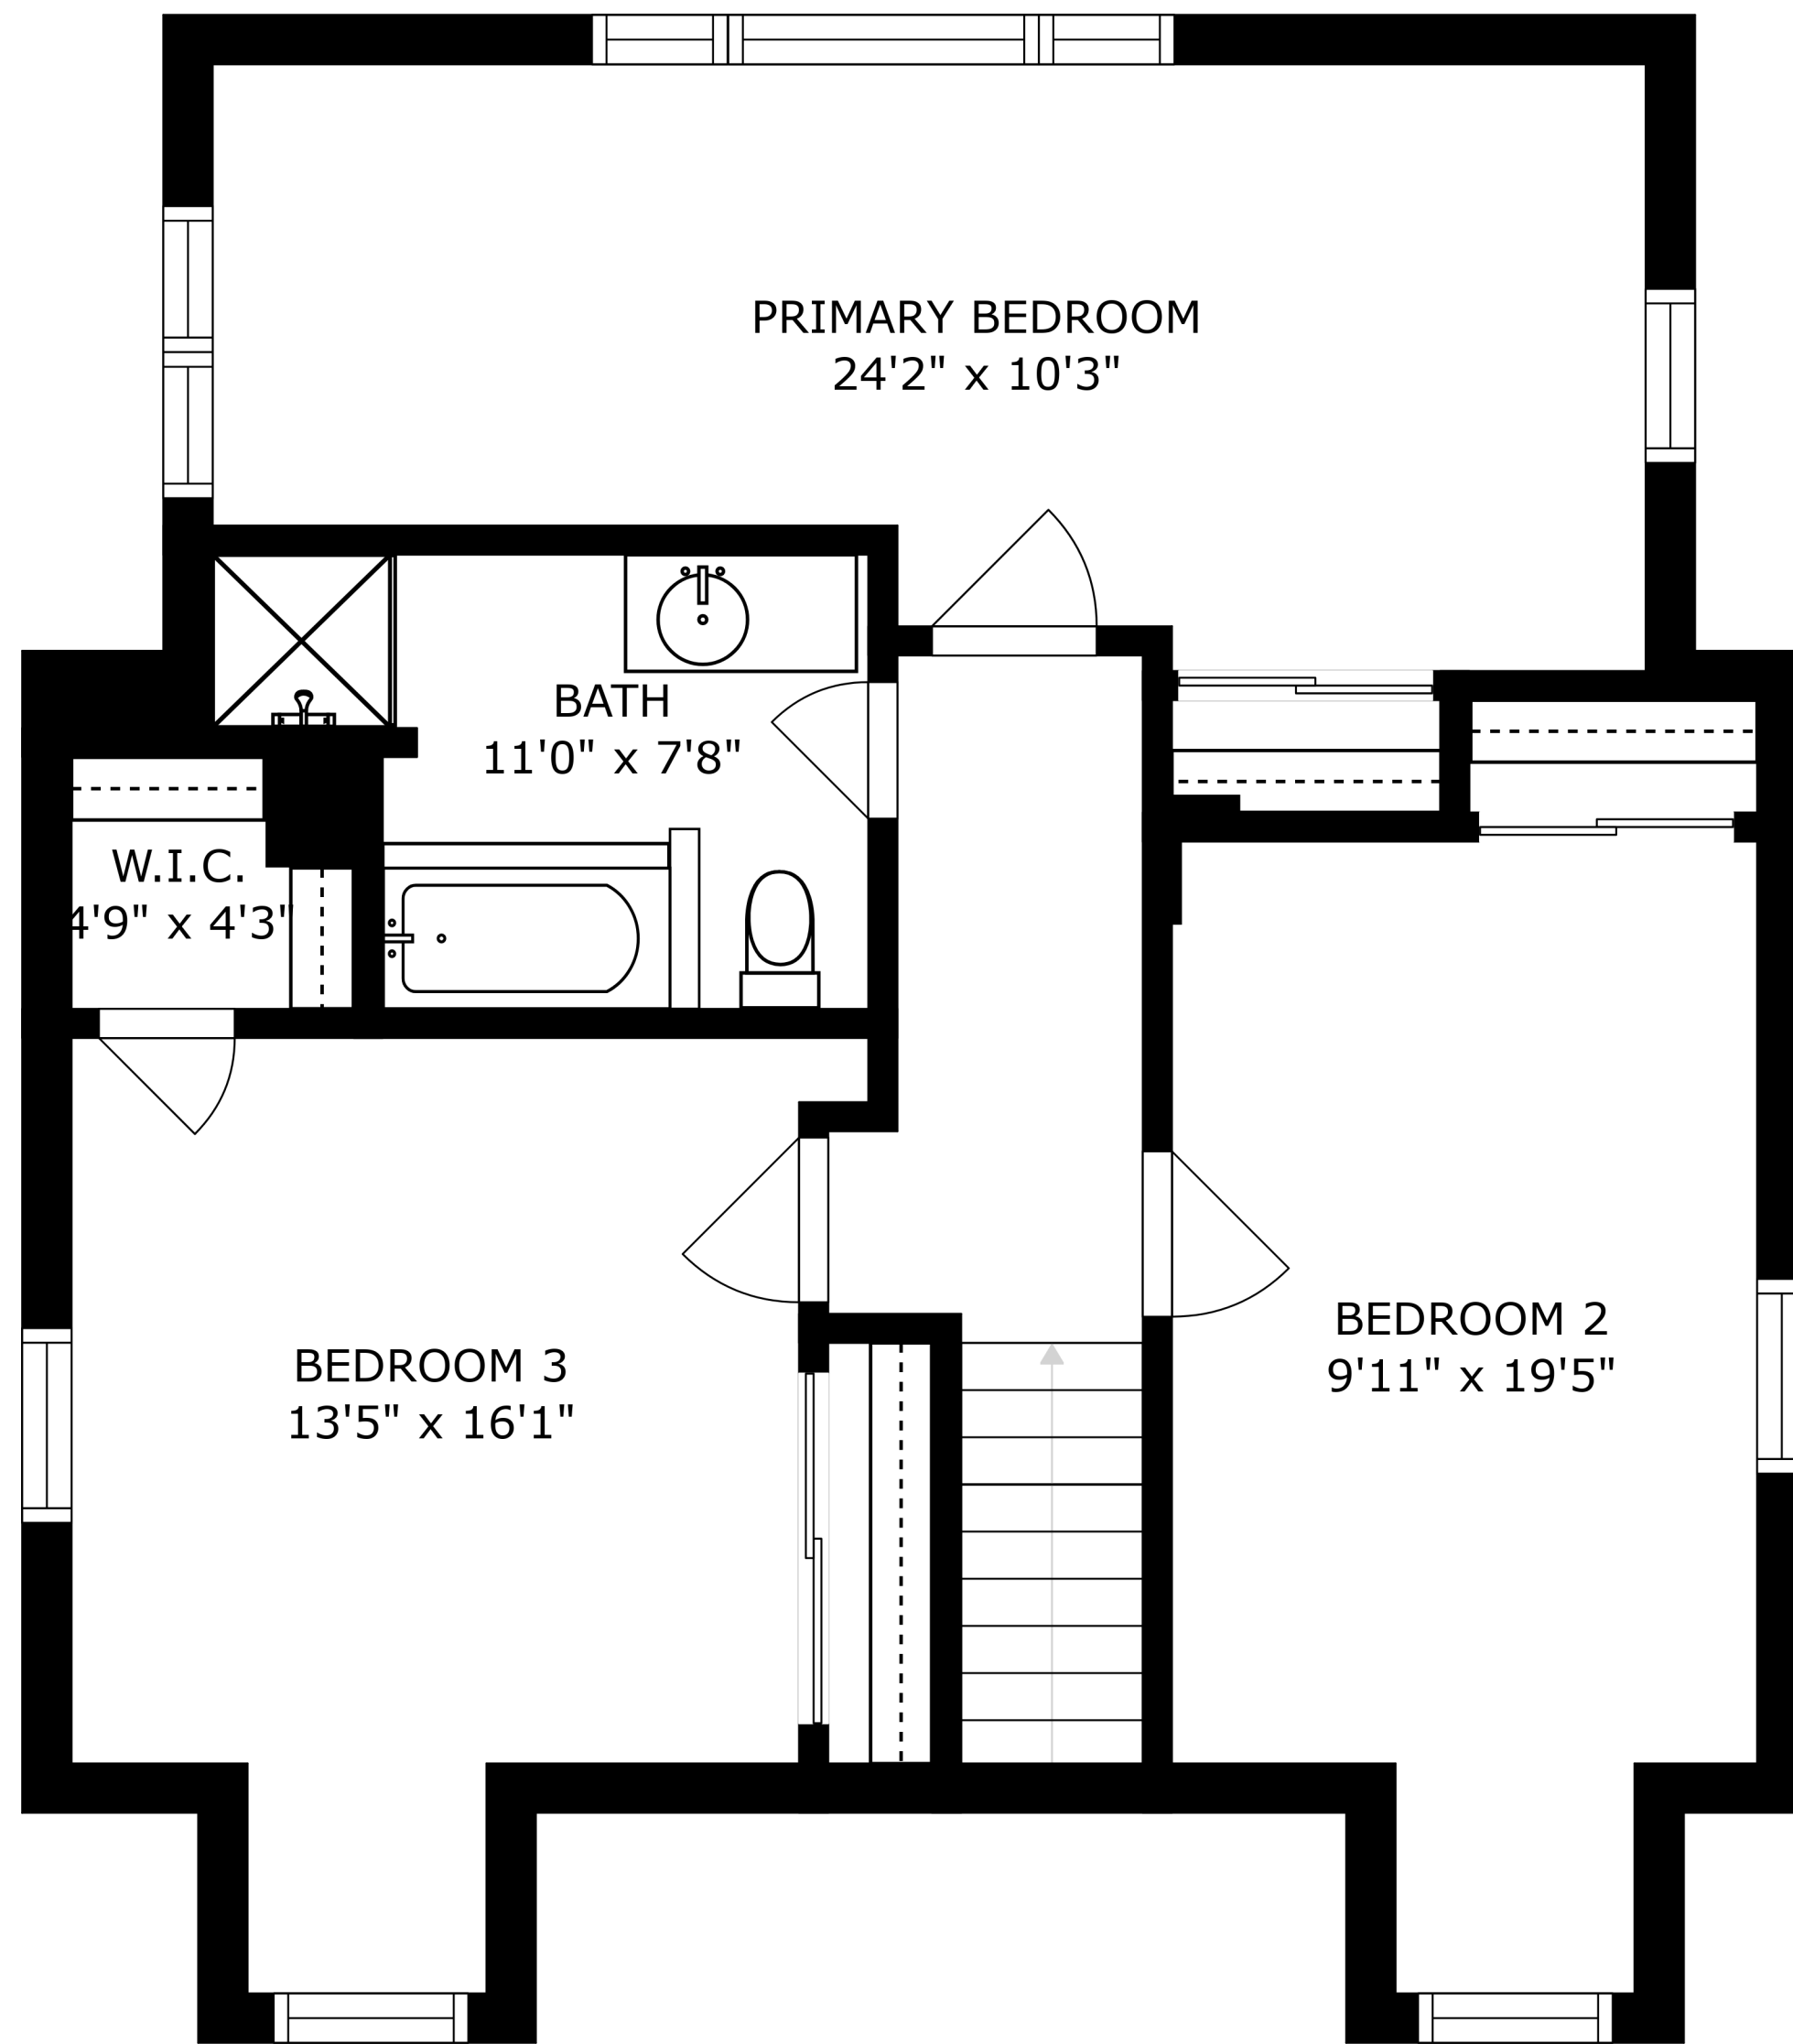 PRIMARY BEDROOM
24'2" x 10'3"
BATH
11'0" x 7'8"
W.I.C.
4'9" x 4'3"
BEDROOM 2
9'11" x 19'5"
BEDROOM 3
13'5" x 16'1"